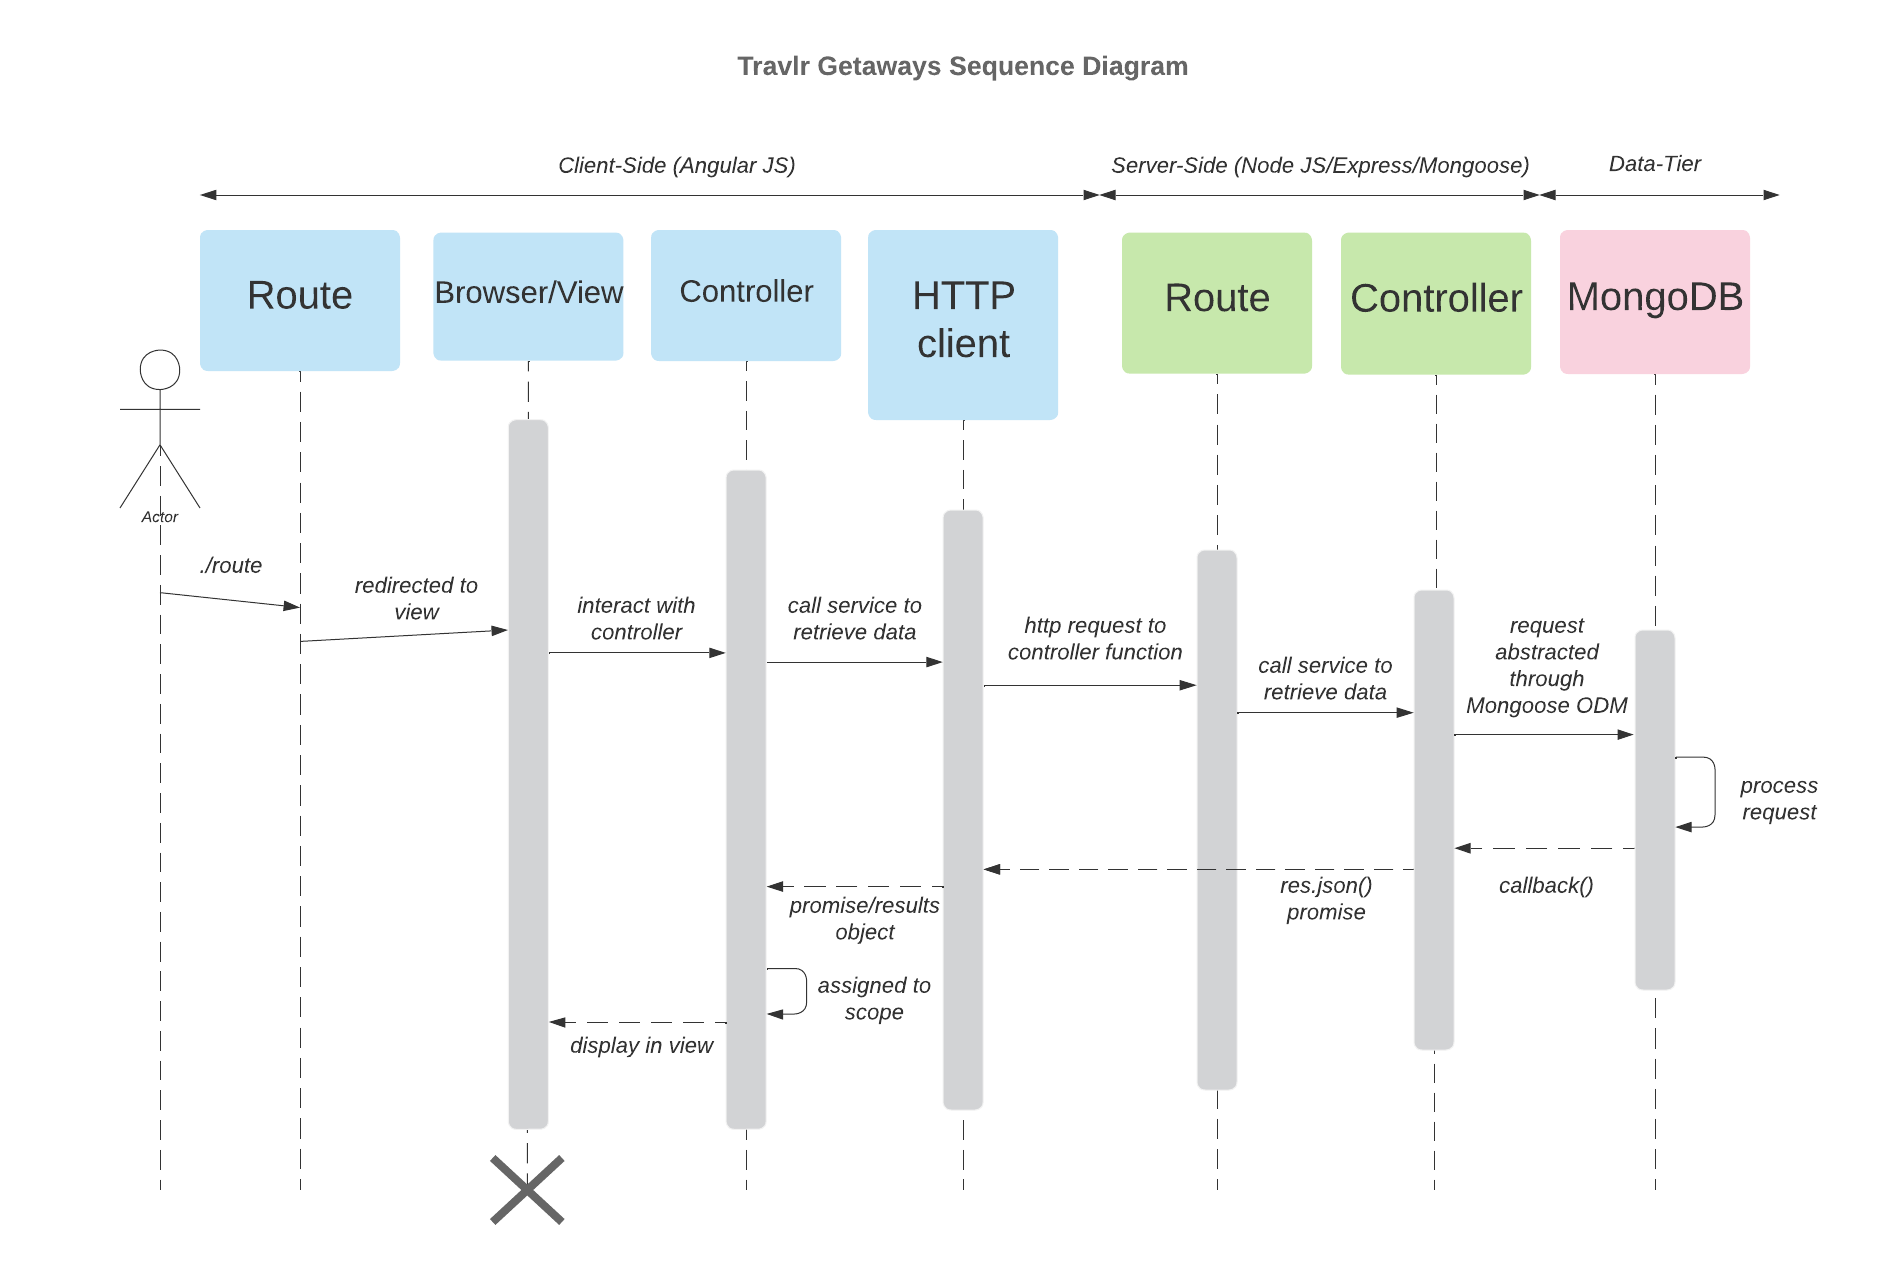 Travlr Getaways Sequence Diagram
Client-Side (Angular JS)
Server-Side (Node JS/Express/Mongoose)
Data-Tier
Route
Browser/View
Controller
HTTP
client
Route
Controller
MongoDB
Actor
./route
redirected to
view
interact with
controller
call service to
retrieve data
http request to
controller function
call service to
retrieve data
request
abstracted
through
Mongoose ODM
process
request
callback()
res.json()
promise
promise/results
object
assigned to
scope
display in view